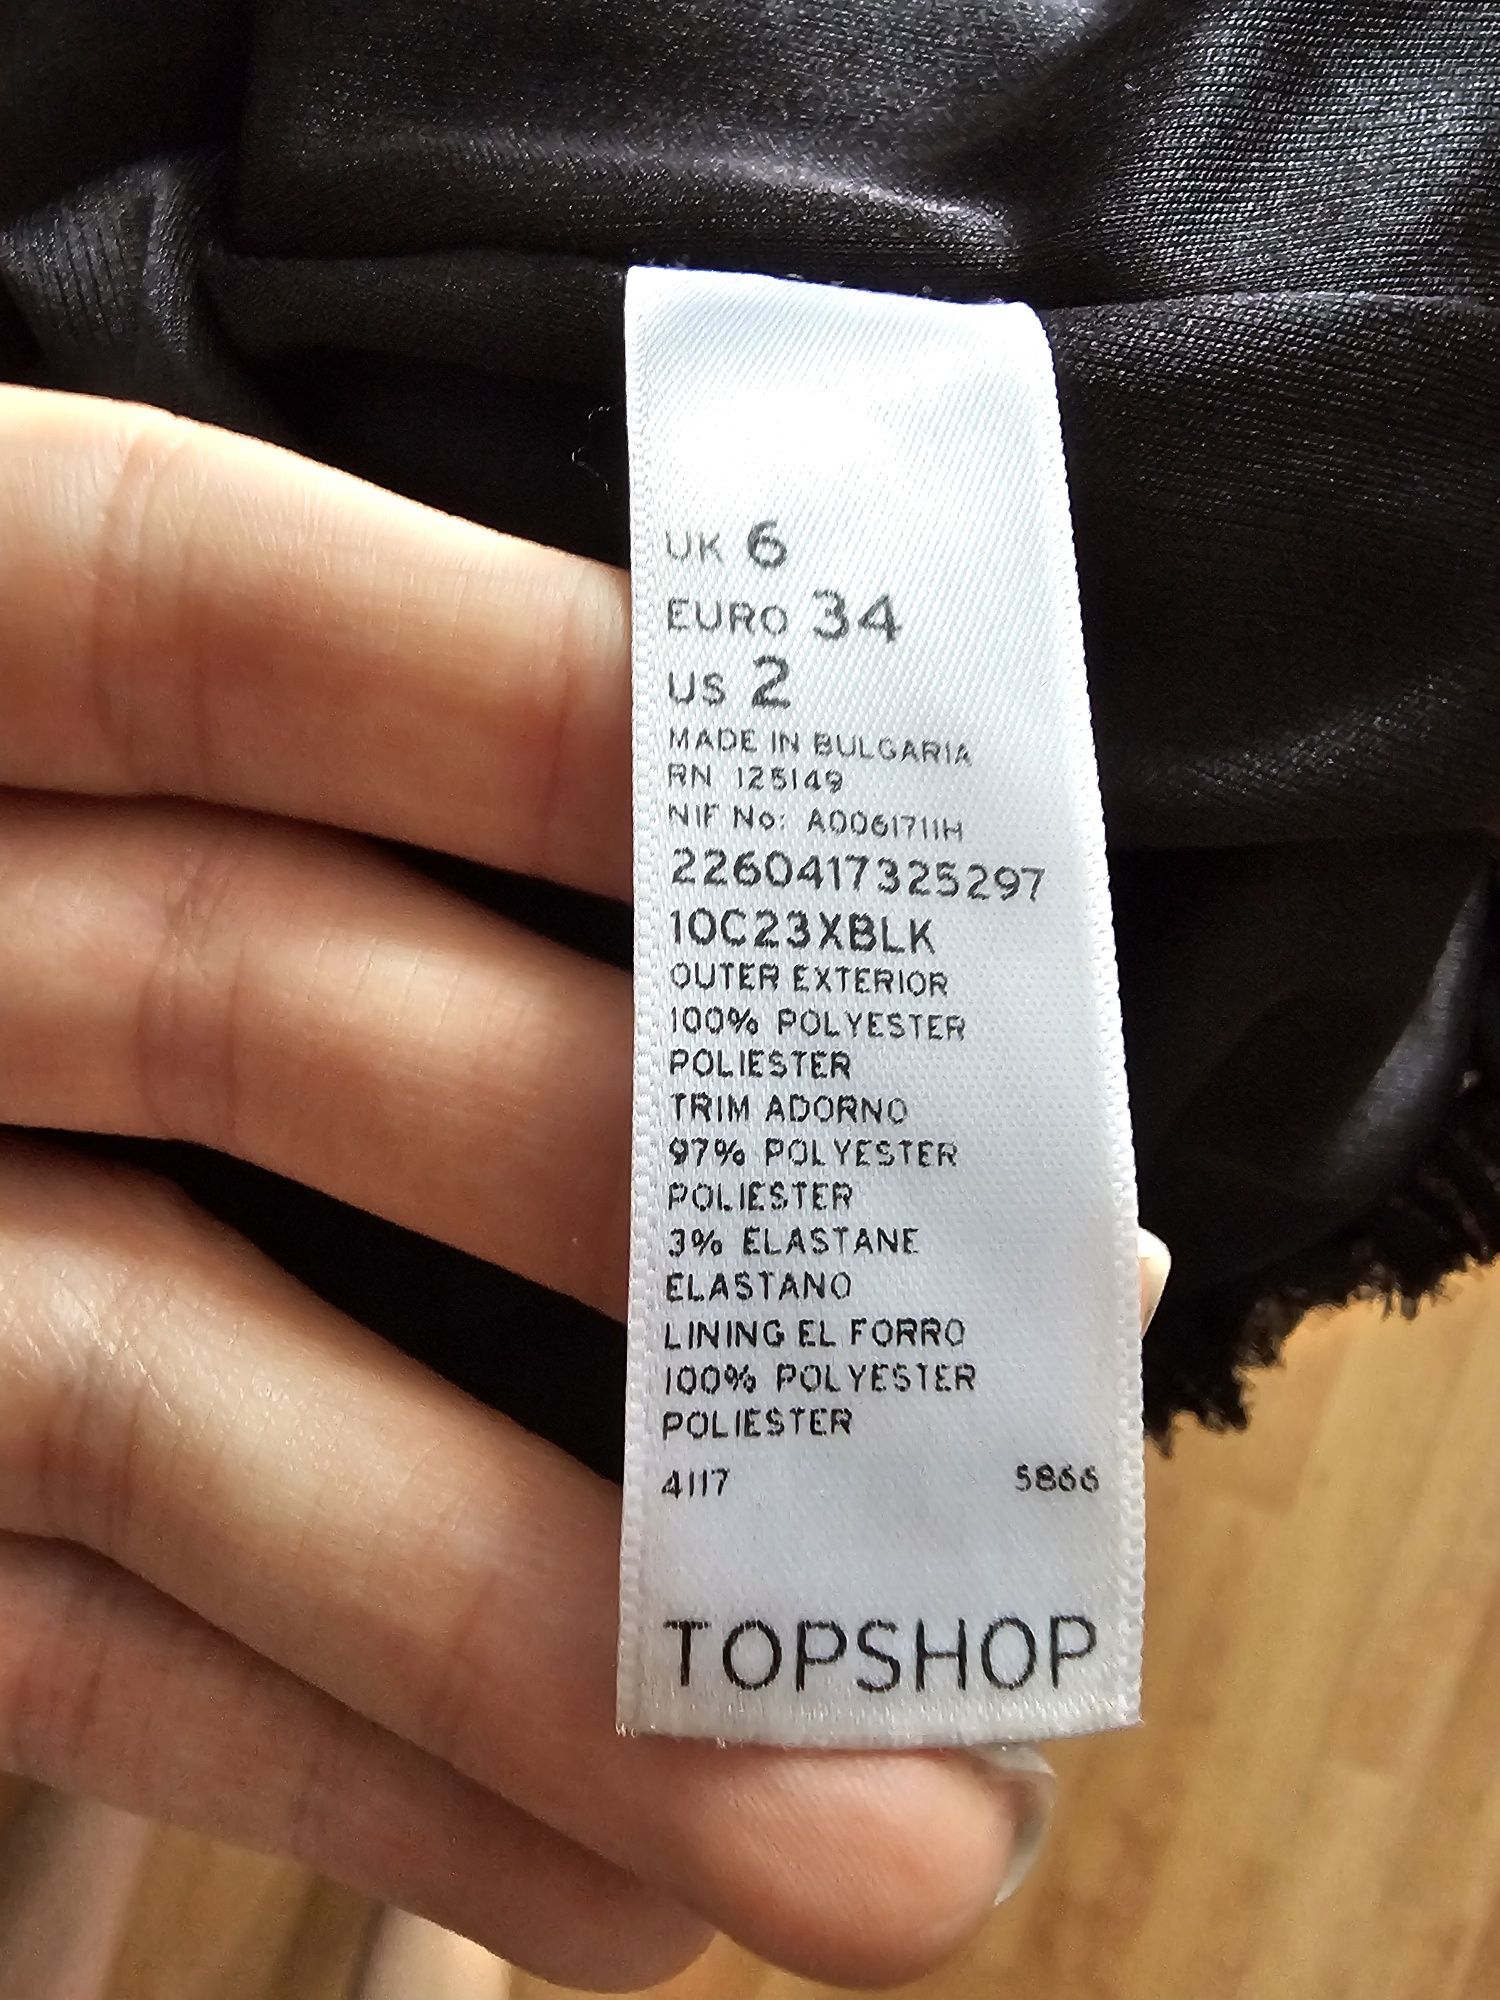 UK 6
EURO 34
US 2
MADE IN BULGARIA
RN 125149
NIF No: A0061711H
2260417325297
10C23XBLK
OUTER EXTERIOR
100% POLYESTER
POLIESTER
TRIM ADORNO
97% POLYESTER
POLIESTER
3% ELASTANE
ELASTANO
LINING EL FORRO
100% POLYESTER
POLIESTER
4117 5866
TOPSHOP